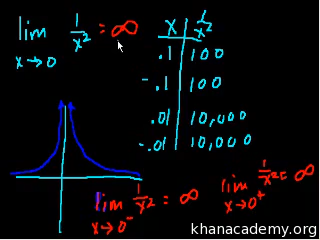 lim x→0 1/x² = ∞
x | 1/x²
.1 | 100
-.1 | 100
.01 | 10,000
-.01 | 10,000
lim x→0⁻ 1/x² = ∞
lim x→0⁺ 1/x² = ∞
khanacademy.org